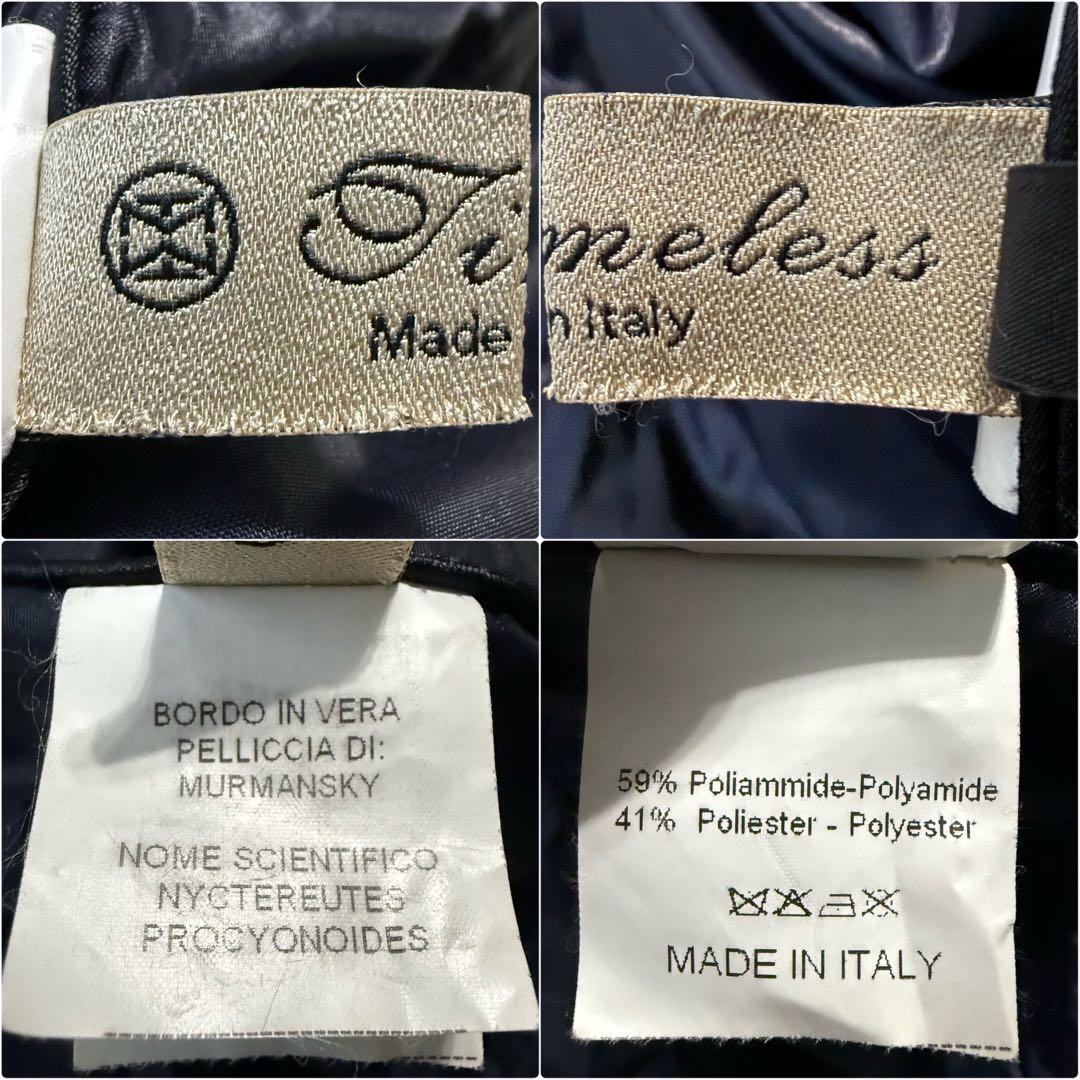 Ti
Made
meless
n Italy
BORDO IN VERA
PELLICCIA DI:
MURMANSKY
NOME SCIENTIFICO
NYCTEREUTES
PROCYONOIDES
59% Poliammide-Polyamide
41% Poliester - Polyester
MADE IN ITALY